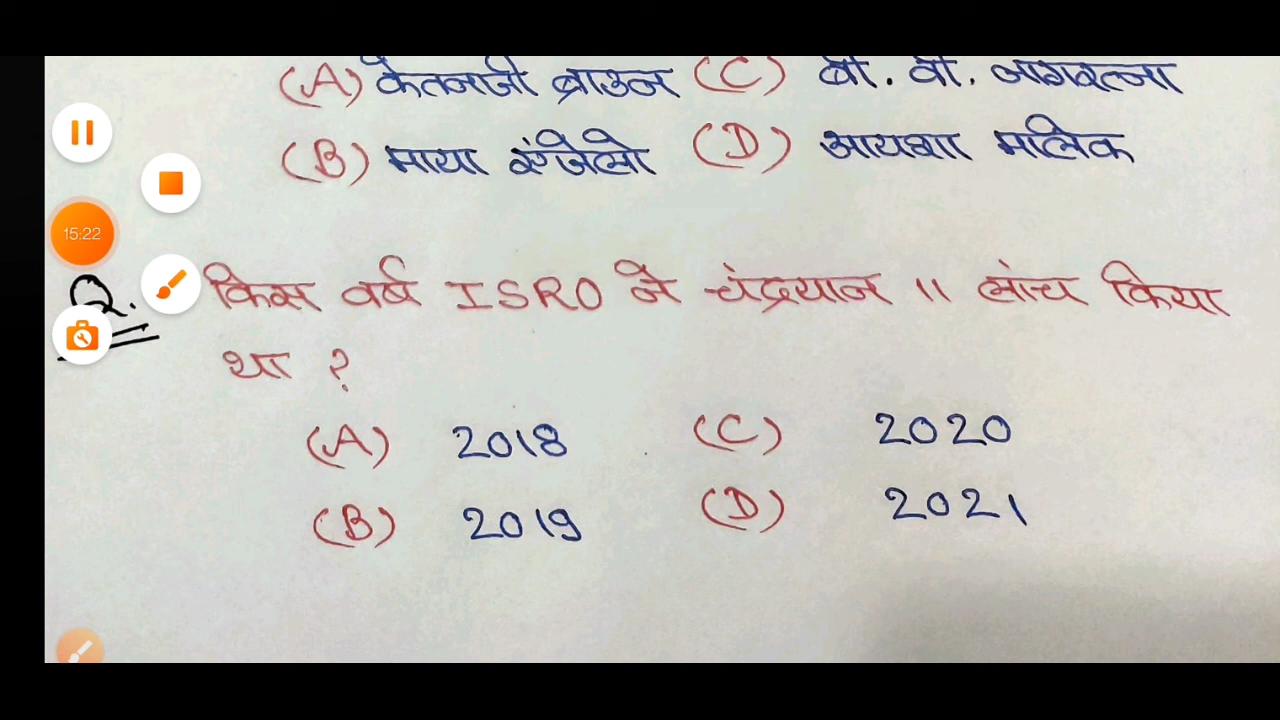 (A) केतनजी ब्राउन (C) बी. वी. नागरत्ना
(B) माया एंजेलो (D) आयशा मलिक
15:22
Q. किस वर्ष ISRO ने चंद्रयान II लांच किया
था ?
(A) 2018 (C) 2020
(B) 2019 (D) 2021